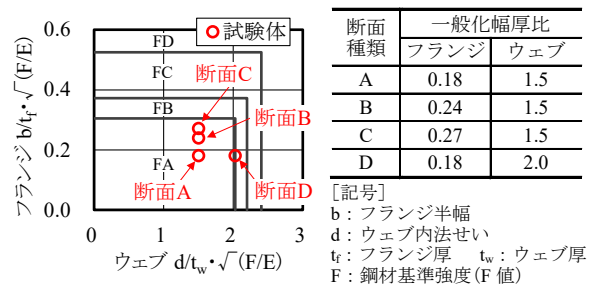 フランジ b/tf・√(F/E)
0.6
0.4
0.2
0.0
0
1
2
3
ウェブ d/tw・√(F/E)
FD
FC
FB
FA
試験体
断面C
断面B
断面A
断面D
断面種類 一般化幅厚比
フランジ ウェブ
A 0.18 1.5
B 0.24 1.5
C 0.27 1.5
D 0.18 2.0
[記号]
b：フランジ半幅
d：ウェブ内法せい
tf：フランジ厚 tw：ウェブ厚
F：鋼材基準強度(F 値)